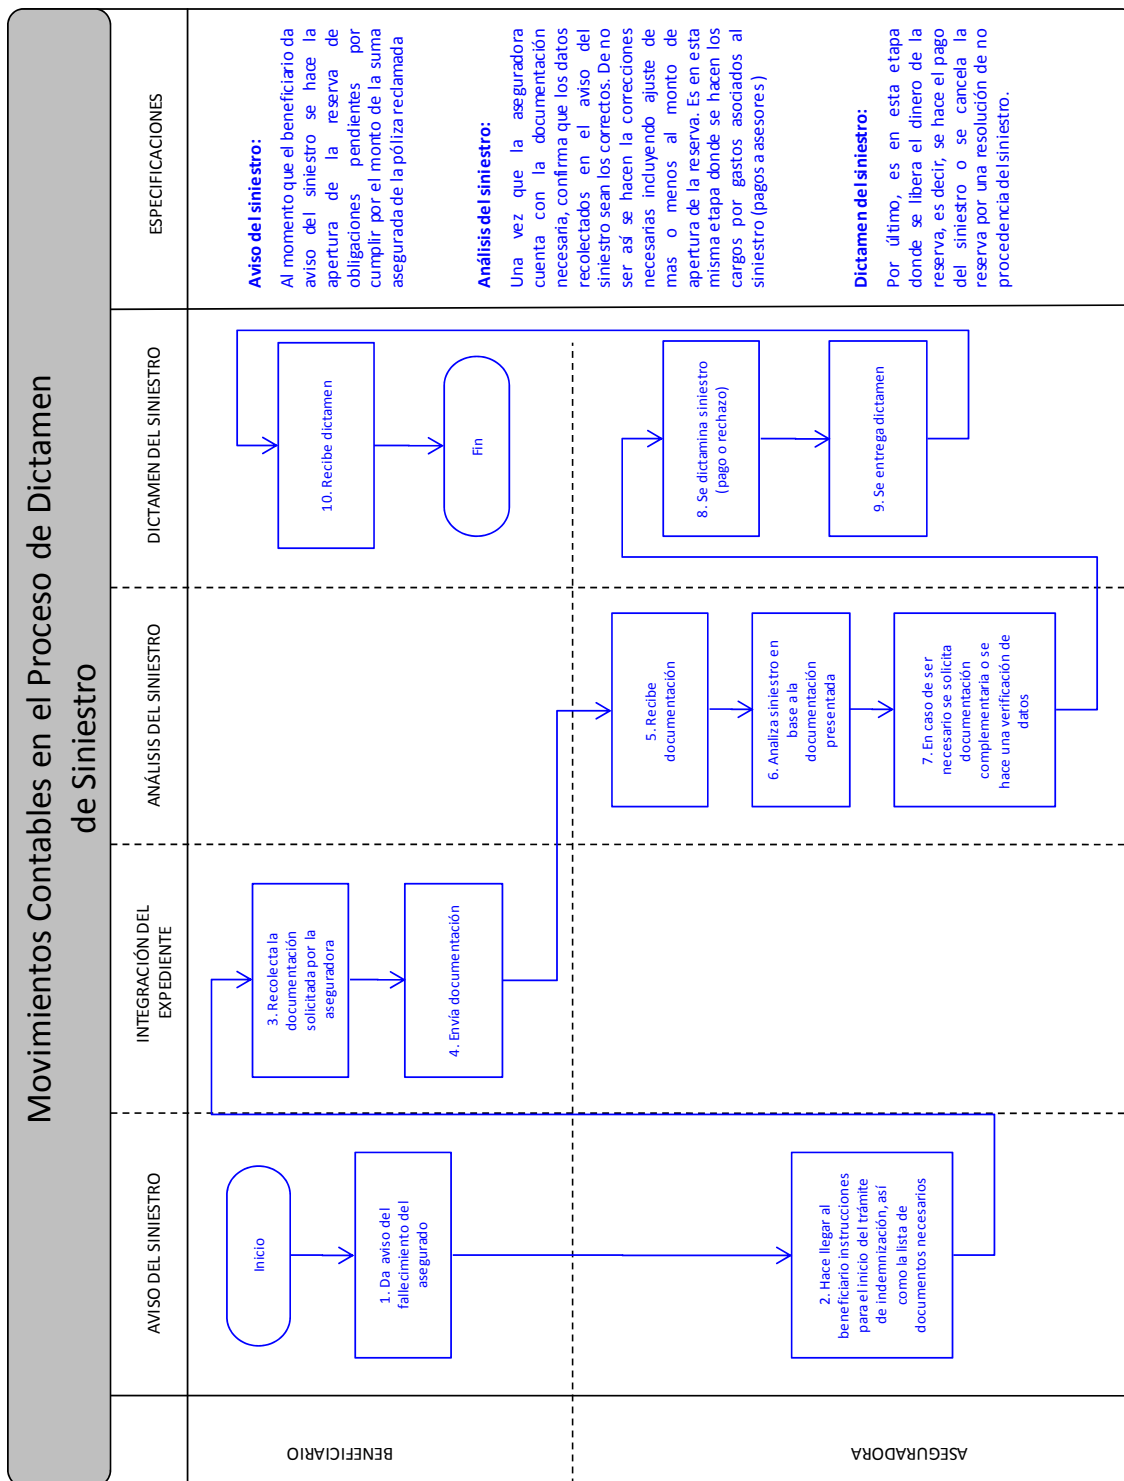 Movimientos Contables en el Proceso de Dictamen
de Siniestro
AVISO DEL SINIESTRO
INTEGRACIÓN DEL
EXPEDIENTE
ANÁLISIS DEL SINIESTRO
DICTAMEN DEL SINIESTRO
ESPECIFICACIONES
BENEFICIARIO
ASEGURADORA
Inicio
1. Da aviso del
fallecimiento del
asegurado
2. Hace llegar al
beneficiario instrucciones
para el inicio del trámite
de indemnización, así
como la lista de
documentos necesarios
3. Recolecta la
documentación
solicitada por la
aseguradora
4. Envía documentación
5. Recibe
documentación
6. Analiza siniestro en
base a la
documentación
presentada
7. En caso de ser
necesario se solicita
documentación
complementaria o se
hace una verificación de
datos
8. Se dictamina siniestro
(pago o rechazo)
9. Se entrega dictamen
10. Recibe dictamen
Fin
Aviso del siniestro:
Al momento que el beneficiario da
aviso del siniestro se hace la
apertura de la reserva de
obligaciones pendientes por
cumplir por el monto de la suma
asegurada de la póliza reclamada
Análisis del siniestro:
Una vez que la aseguradora
cuenta con la documentación
necesaria, confirma que los datos
recolectados en el aviso del
siniestro sean los correctos. De no
ser así se hacen la correcciones
necesarias incluyendo ajuste de
mas o menos al monto de
apertura de la reserva. Es en esta
misma etapa donde se hacen los
cargos por gastos asociados al
siniestro (pagos a asesores)
Dictamen del siniestro:
Por último, es en esta etapa
donde se libera el dinero de la
reserva, es decir, se hace el pago
del siniestro o se cancela la
reserva por una resolución de no
procedencia del siniestro.